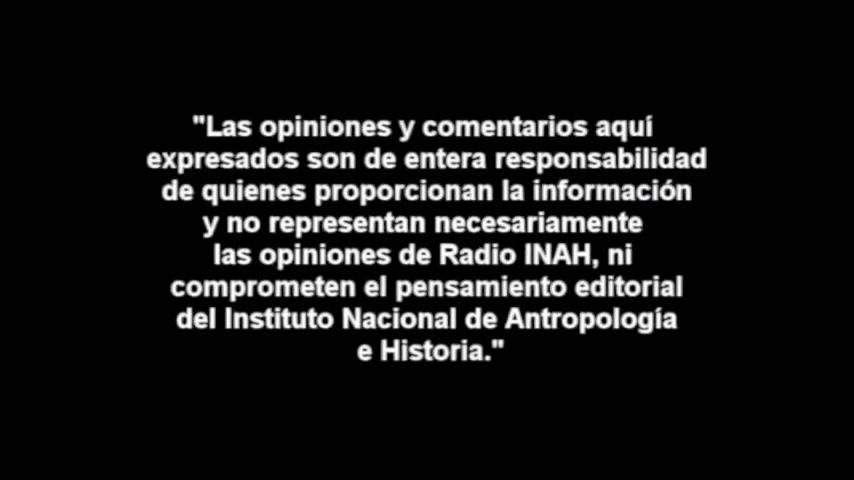 "Las opiniones y comentarios aquí
expresados son de entera responsabilidad
de quienes proporcionan la información
y no representan necesariamente
las opiniones de Radio INAH, ni
comprometen el pensamiento editorial
del Instituto Nacional de Antropología
e Historia."